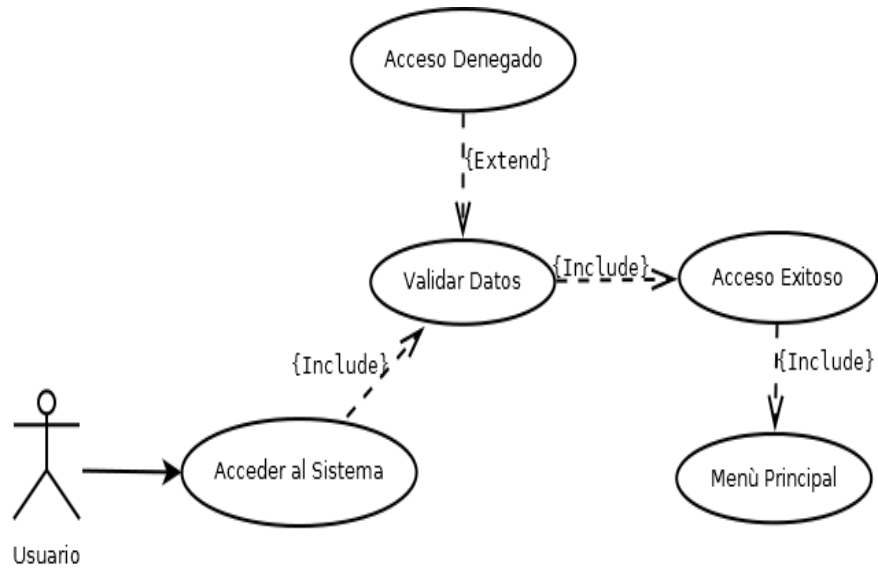 Acceso Denegado
{Extend}
Validar Datos
{Include}
Acceso Exitoso
{Include}
{Include}
Acceder al Sistema
Menù Principal
Usuario